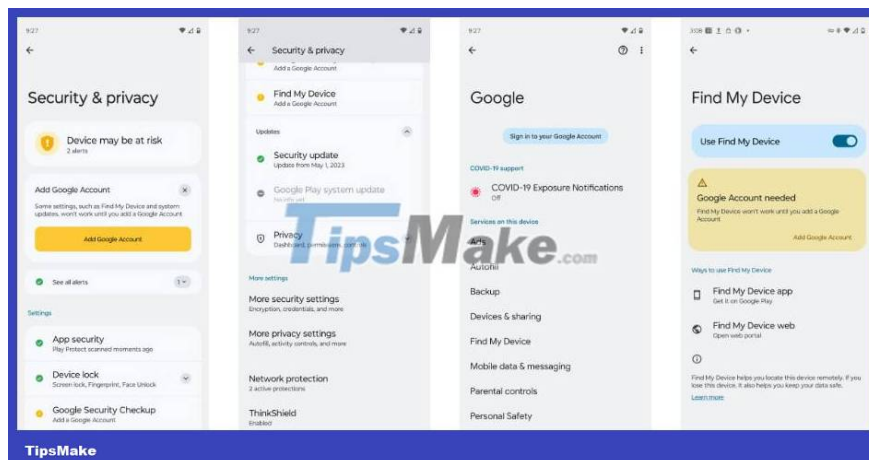 9:27
Security & privacy
Device may be at risk
2 alerts
Add Google Account
Some settings, such as Find My Device and system
updates, won't work until you add a Google Account
Add Google Account
See all alerts
1
Settings
App security
Play Protect scanned moments ago
Device lock
Screen lock, Fingerprint, Face Unlock
Google Security Checkup
Add a Google Account
9:27
Security & privacy
Add a Google Account
Find My Device
Add a Google Account
Updates
Security update
Update from May 1, 2023
Google Play system update
Privacy
Dashboard, permissions, controls
More settings
More security settings
Encryption, credentials, and more
More privacy settings
Autofill, activity controls, and more
Network protection
2 active protections
ThinkShield
Enabled
9:27
Google
Sign in to your Google Account
COVID-19 support
COVID-19 Exposure Notifications
Off
Services on this device
Ads
Autofill
Backup
Devices & sharing
Find My Device
Mobile data & messaging
Parental controls
Personal Safety
3:08
Find My Device
Use Find My Device
Google Account needed
Find My Device won't work until you add a Google
Account
Add Google Account
Ways to use Find My Device
Find My Device app
Get it on Google Play
Find My Device web
Open web portal
Find My Device helps you locate this device remotely. If you
lose this device, it also helps you keep your data safe.
Learn more
TipsMake.com
TipsMake